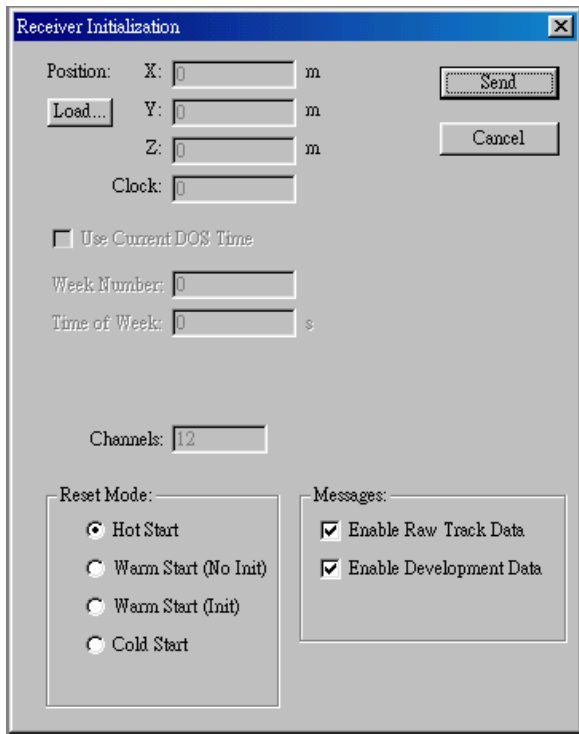 Receiver Initialization
Position: X: 0 m
Send
Load... Y: 0 m
Z: 0 m
Cancel
Clock: 0
Use Current DOS Time
Week Number: 0
Time of Week: 0 s
Channels: 12
Reset Mode:
Hot Start
Warm Start (No Init)
Warm Start (Init)
Cold Start
Messages:
Enable Raw Track Data
Enable Development Data